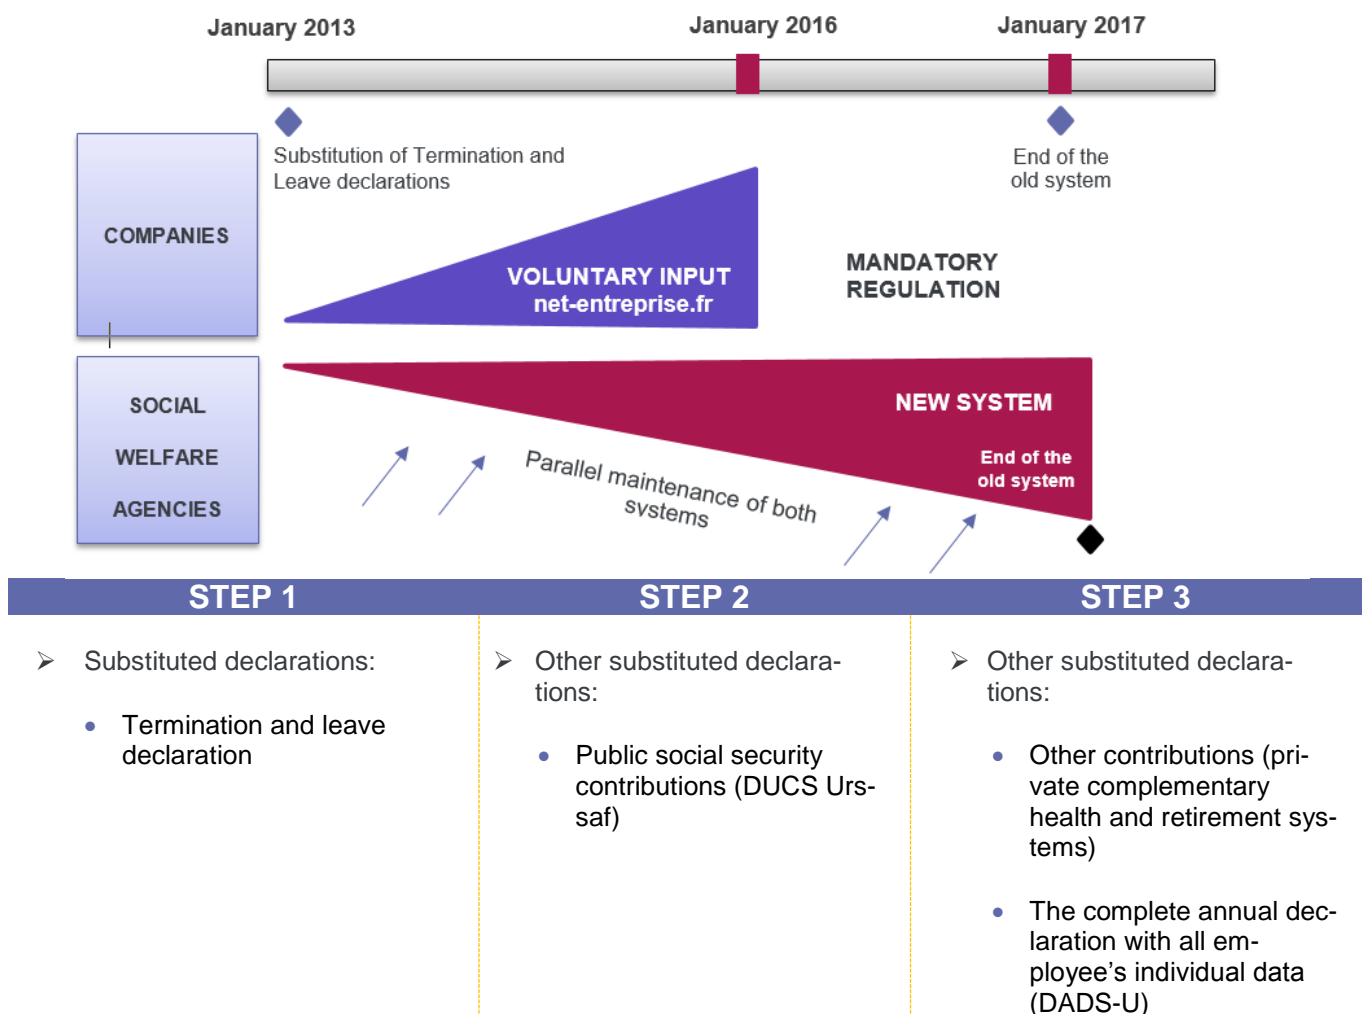 January 2013
January 2016
January 2017
Substitution of Termination and
Leave declarations
End of the
old system
COMPANIES
VOLUNTARY INPUT
net-entreprise.fr
MANDATORY
REGULATION
SOCIAL
WELFARE
AGENCIES
NEW SYSTEM
End of the
old system
Parallel maintenance of both
systems
STEP 1
STEP 2
STEP 3
➢ Substituted declarations:
• Termination and leave
declaration
➢ Other substituted declara-
tions:
• Public social security
contributions (DUCS Urs-
saf)
➢ Other substituted declara-
tions:
• Other contributions (pri-
vate complementary
health and retirement sys-
tems)
• The complete annual dec-
laration with all em-
ployee’s individual data
(DADS-U)